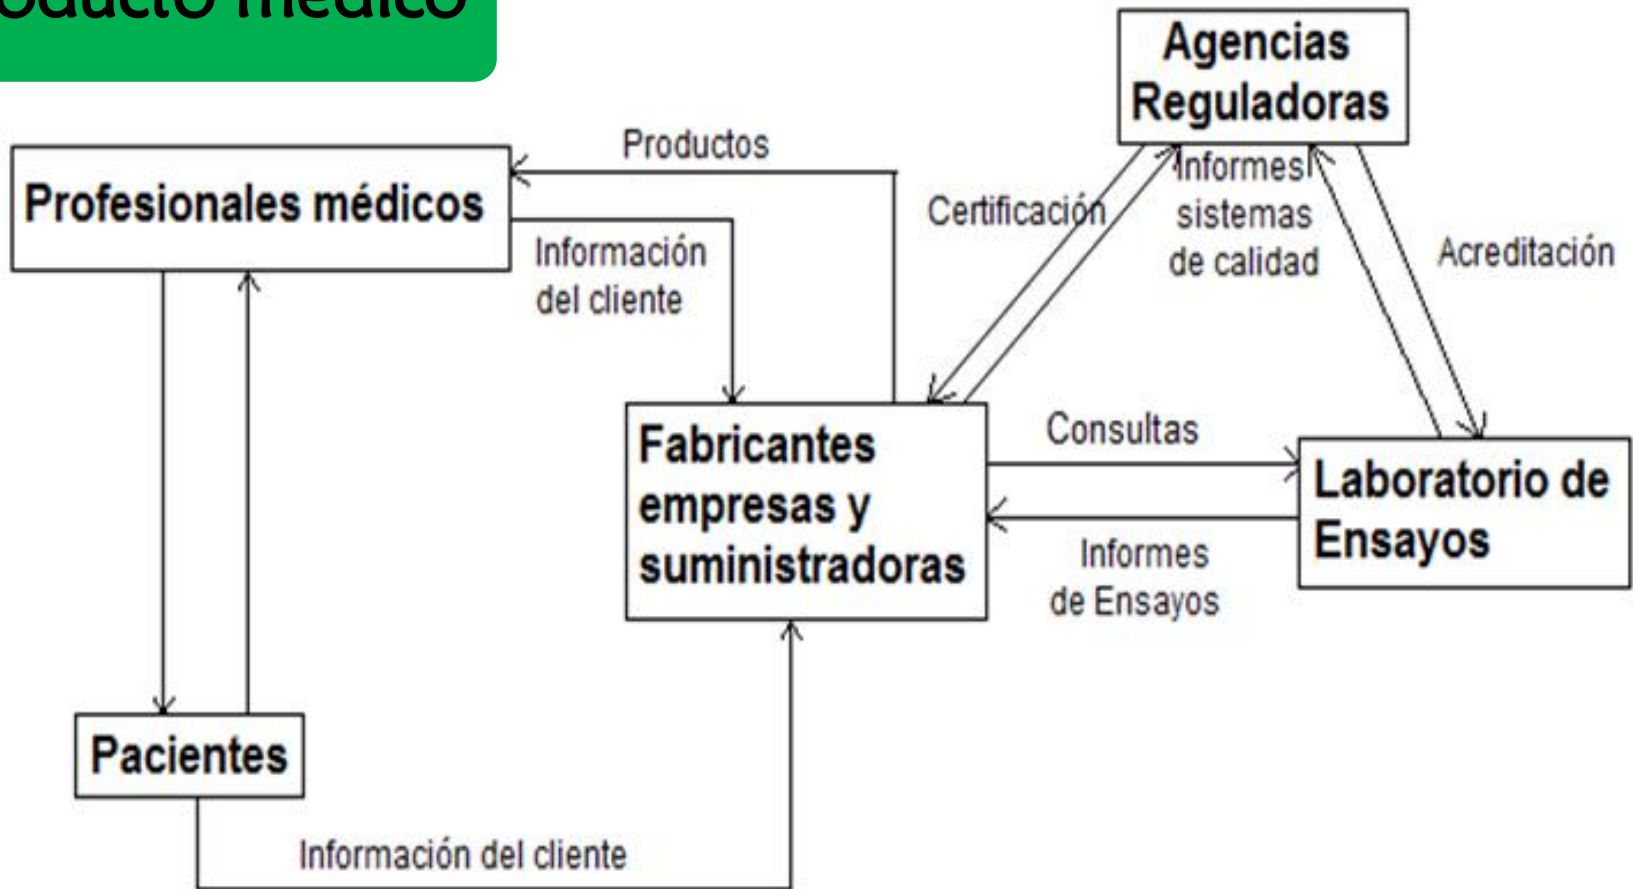 médico
Agencias
Reguladoras
Productos
Profesionales médicos
Información
del cliente
Certificación
Informes
sistemas
de calidad
Acreditación
Fabricantes
empresas y
suministradoras
Consultas
Laboratorio de
Ensayos
Informes
de Ensayos
Pacientes
Información del cliente